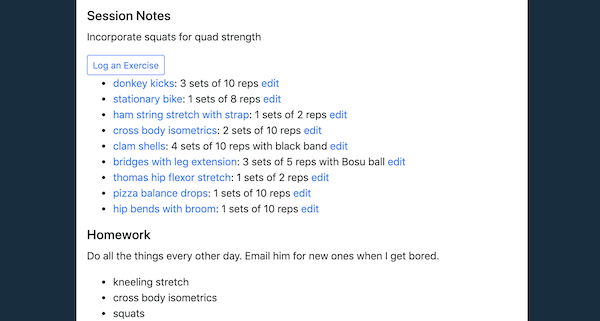 Session Notes
Incorporate squats for quad strength
Log an Exercise
donkey kicks: 3 sets of 10 reps edit
stationary bike: 1 sets of 8 reps edit
ham string stretch with strap: 1 sets of 2 reps edit
cross body isometrics: 2 sets of 10 reps edit
clam shells: 4 sets of 10 reps with black band edit
bridges with leg extension: 3 sets of 5 reps with Bosu ball edit
thomas hip flexor stretch: 1 sets of 2 reps edit
pizza balance drops: 1 sets of 10 reps edit
hip bends with broom: 1 sets of 10 reps edit
Homework
Do all the things every other day. Email him for new ones when I get bored.
kneeling stretch
cross body isometrics
squats